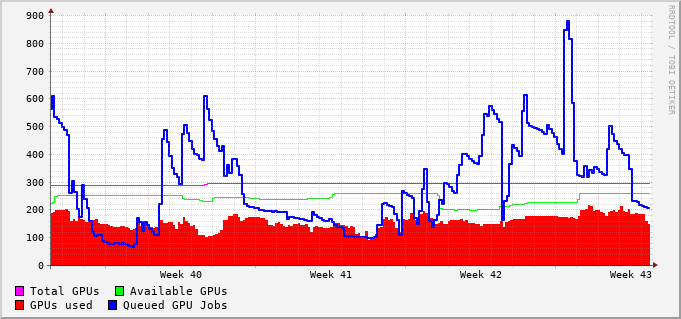 900
800
700
600
500
400
300
200
100
0
Week 40 Week 41 Week 42 Week 43
Total GPUs Available GPUs
GPUs used Queued GPU Jobs
RRDTOOL / TOBI OETIKER